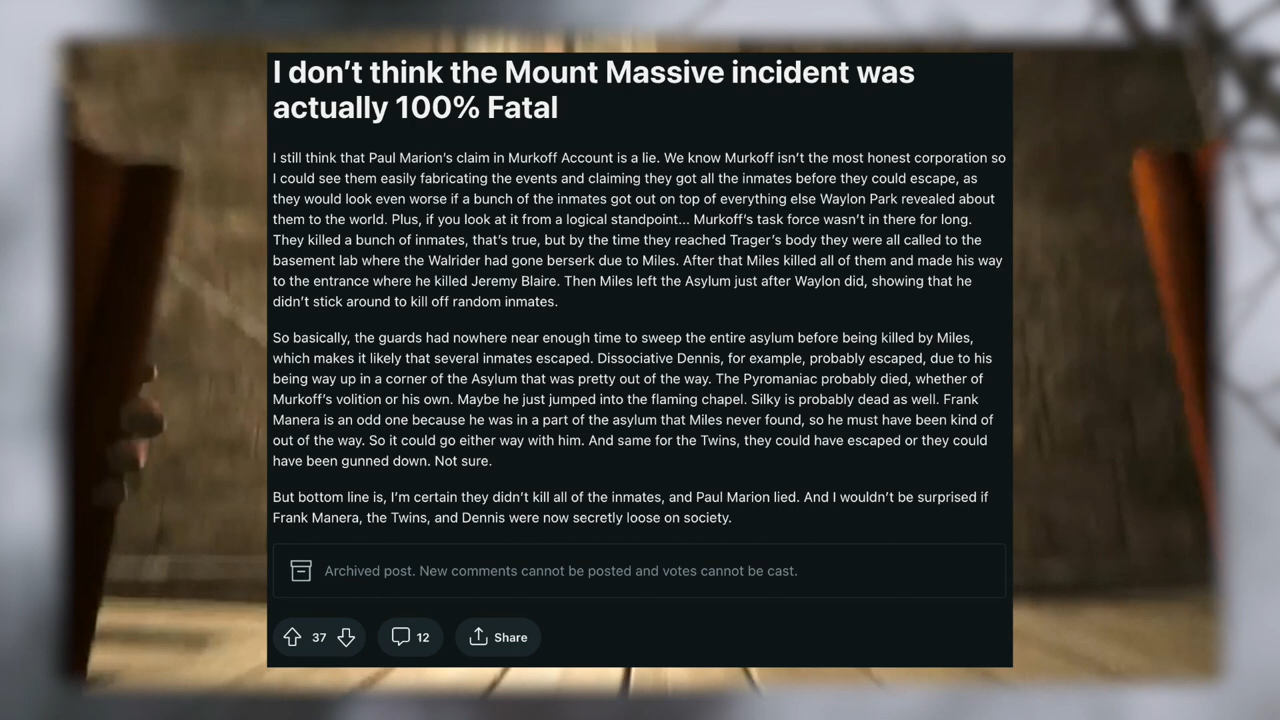 I don’t think the Mount Massive incident was
actually 100% Fatal
I still think that Paul Marion’s claim in Murkoff Account is a lie. We know Murkoff isn’t the most honest corporation so
I could see them easily fabricating the events and claiming they got all the inmates before they could escape, as
they would look even worse if a bunch of the inmates got out on top of everything else Waylon Park revealed about
them to the world. Plus, if you look at it from a logical standpoint... Murkoff’s task force wasn’t in there for long.
They killed a bunch of inmates, that’s true, but by the time they reached Trager’s body they were all called to the
basement lab where the Walrider had gone berserk due to Miles. After that Miles killed all of them and made his way
to the entrance where he killed Jeremy Blaire. Then Miles left the Asylum just after Waylon did, showing that he
didn’t stick around to kill off random inmates.
So basically, the guards had nowhere near enough time to sweep the entire asylum before being killed by Miles,
which makes it likely that several inmates escaped. Dissociative Dennis, for example, probably escaped, due to his
being way up in a corner of the Asylum that was pretty out of the way. The Pyromaniac probably died, whether of
Murkoff’s volition or his own. Maybe he just jumped into the flaming chapel. Silky is probably dead as well. Frank
Manera is an odd one because he was in a part of the asylum that Miles never found, so he must have been kind of
out of the way. So it could go either way with him. And same for the Twins, they could have escaped or they could
have been gunned down. Not sure.
But bottom line is, I’m certain they didn’t kill all of the inmates, and Paul Marion lied. And I wouldn’t be surprised if
Frank Manera, the Twins, and Dennis were now secretly loose on society.
Archived post. New comments cannot be posted and votes cannot be cast.
37 12 Share